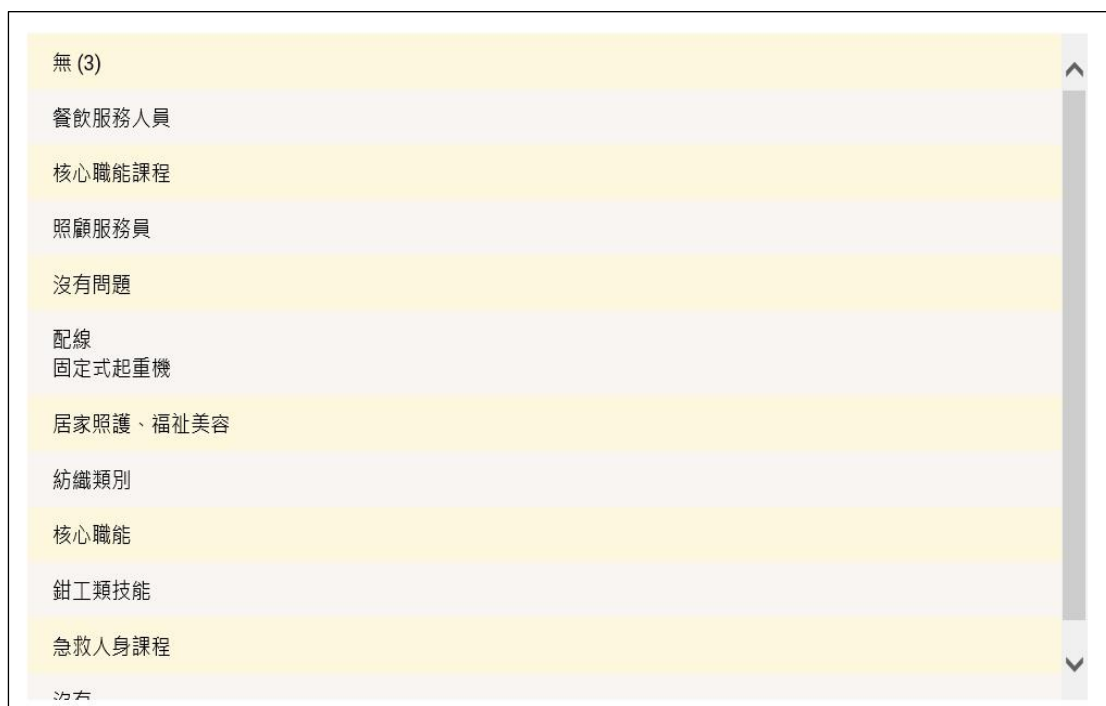 無 (3)
餐飲服務人員
核心職能課程
照顧服務員
沒有問題
配線
固定式起重機
居家照護、福祉美容
紡織類別
核心職能
鉗工類技能
急救人身課程
沒有